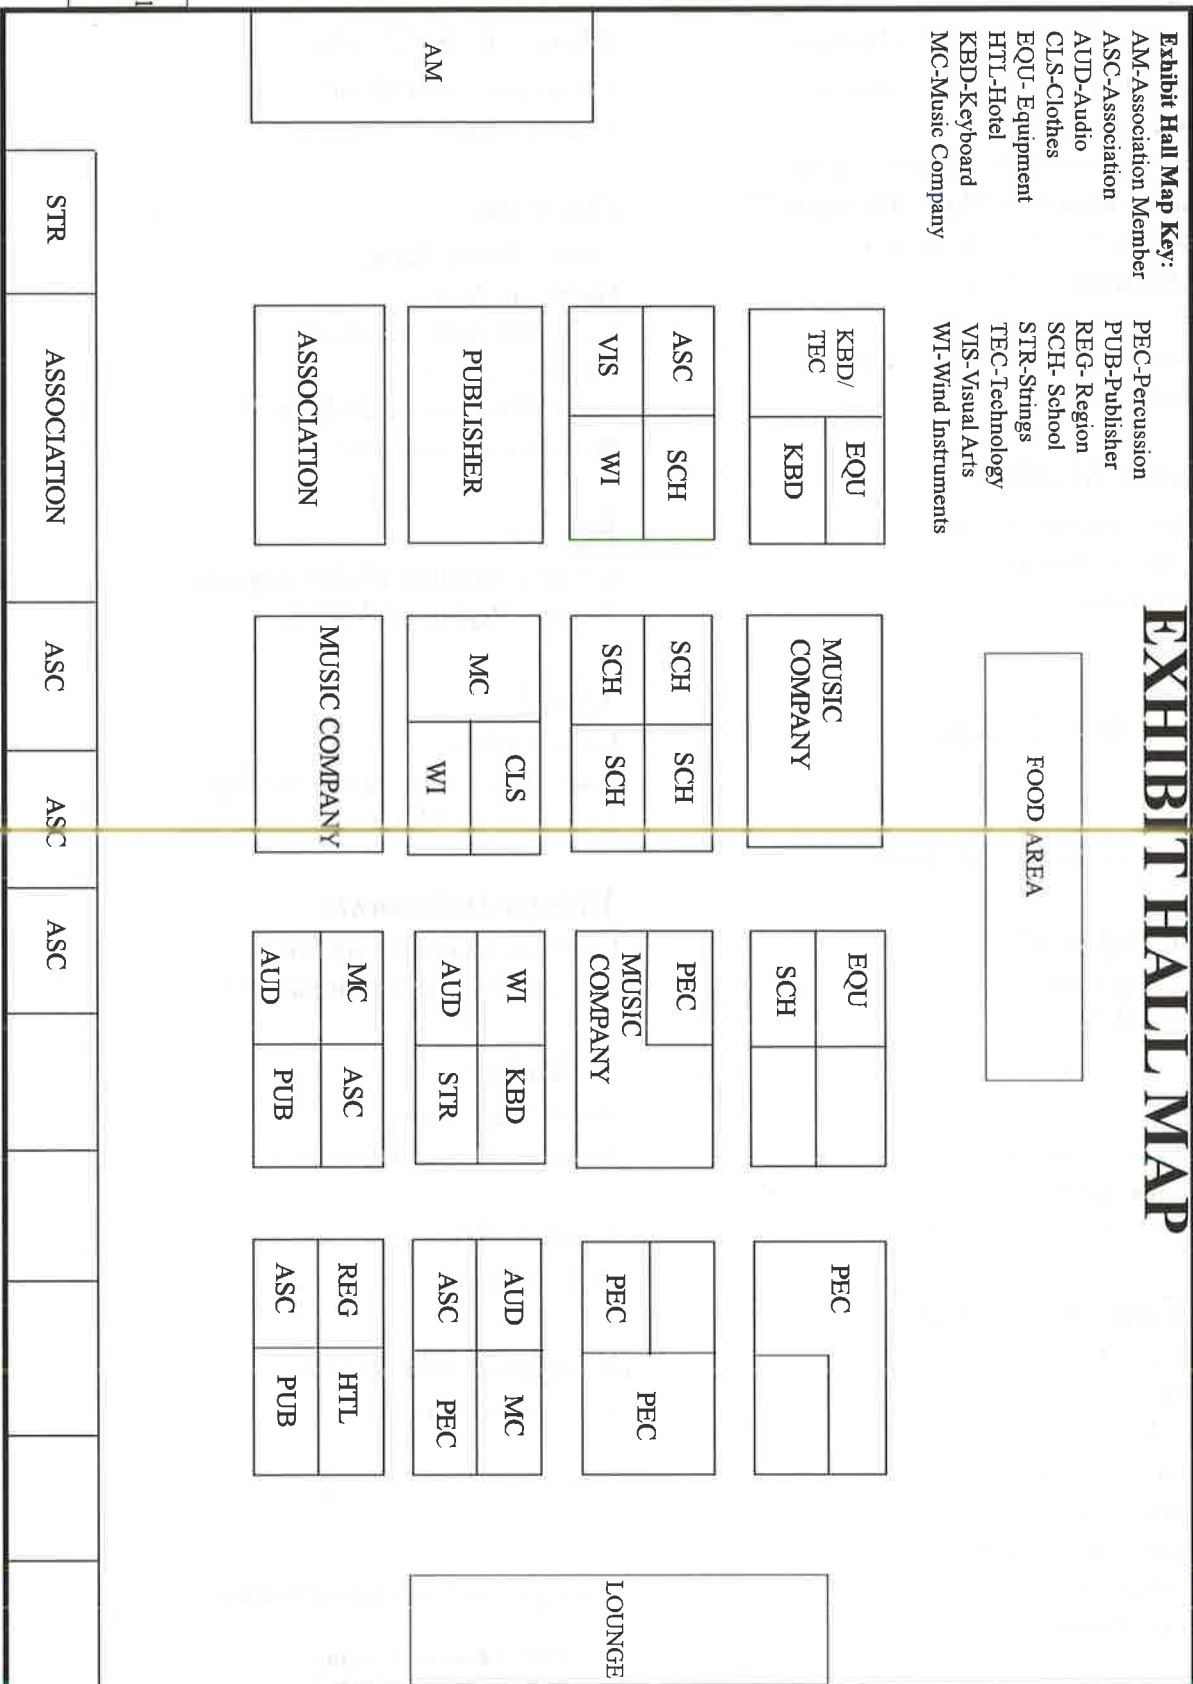 EXHIBIT HALL MAP
Exhibit Hall Map Key:
AM-Association Member
ASC-Association
AUD-Audio
CLS-Clothes
EQU- Equipment
HTL-Hotel
KBD-Keyboard
MC-Music Company
PEC-Percussion
PUB-Publisher
REG- Region
SCH- School
STR-Strings
TEC-Technology
VIS-Visual Arts
WI-Wind Instruments
FOOD AREA
KBD/
TEC
EQU
KBD
MUSIC
COMPANY
EQU
SCH
PEC
ASC
SCH
VIS
WI
SCH
SCH
SCH
SCH
PEC
MUSIC
COMPANY
PEC
PEC
LOUNGE
AM
PUBLISHER
MC
CLS
WI
WI
KBD
AUD
STR
AUD
MC
ASC
PEC
ASSOCIATION
MUSIC COMPANY
MC
ASC
AUD
PUB
REG
HTL
ASC
PUB
STR
ASSOCIATION
ASC
ASC
ASC